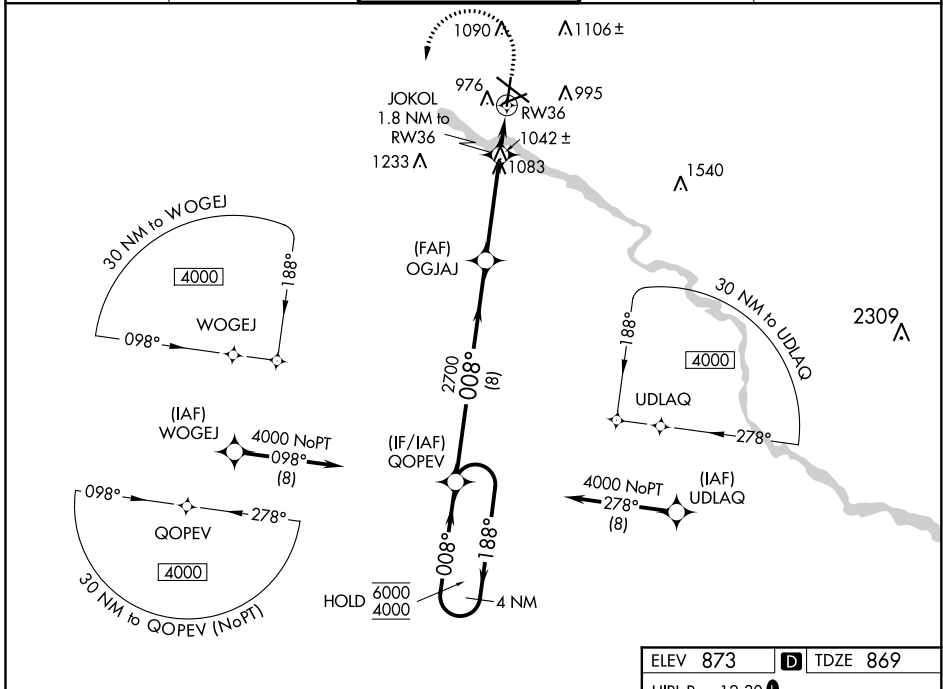 1090
1106 ±
976
995
JOKOL
1.8 NM to
RW36
RW36
1042 ±
1233
1083
1540
30 NM to WOGEJ
4000
188°
098°
WOGEJ
(FAF)
OGJAJ
30 NM to UDLAQ
2309
188°
4000
UDLAQ
278°
2700
008°
(8)
(IAF)
WOGEJ
4000 NoPT
098°
(8)
(IF/IAF)
QOPEV
4000 NoPT
278°
(8)
(IAF)
UDLAQ
098°
278°
QOPEV
4000
30 NM to QOPEV (NoPT)
008°
188°
HOLD
6000
4000
4 NM
ELEV 873 D TDZE 869